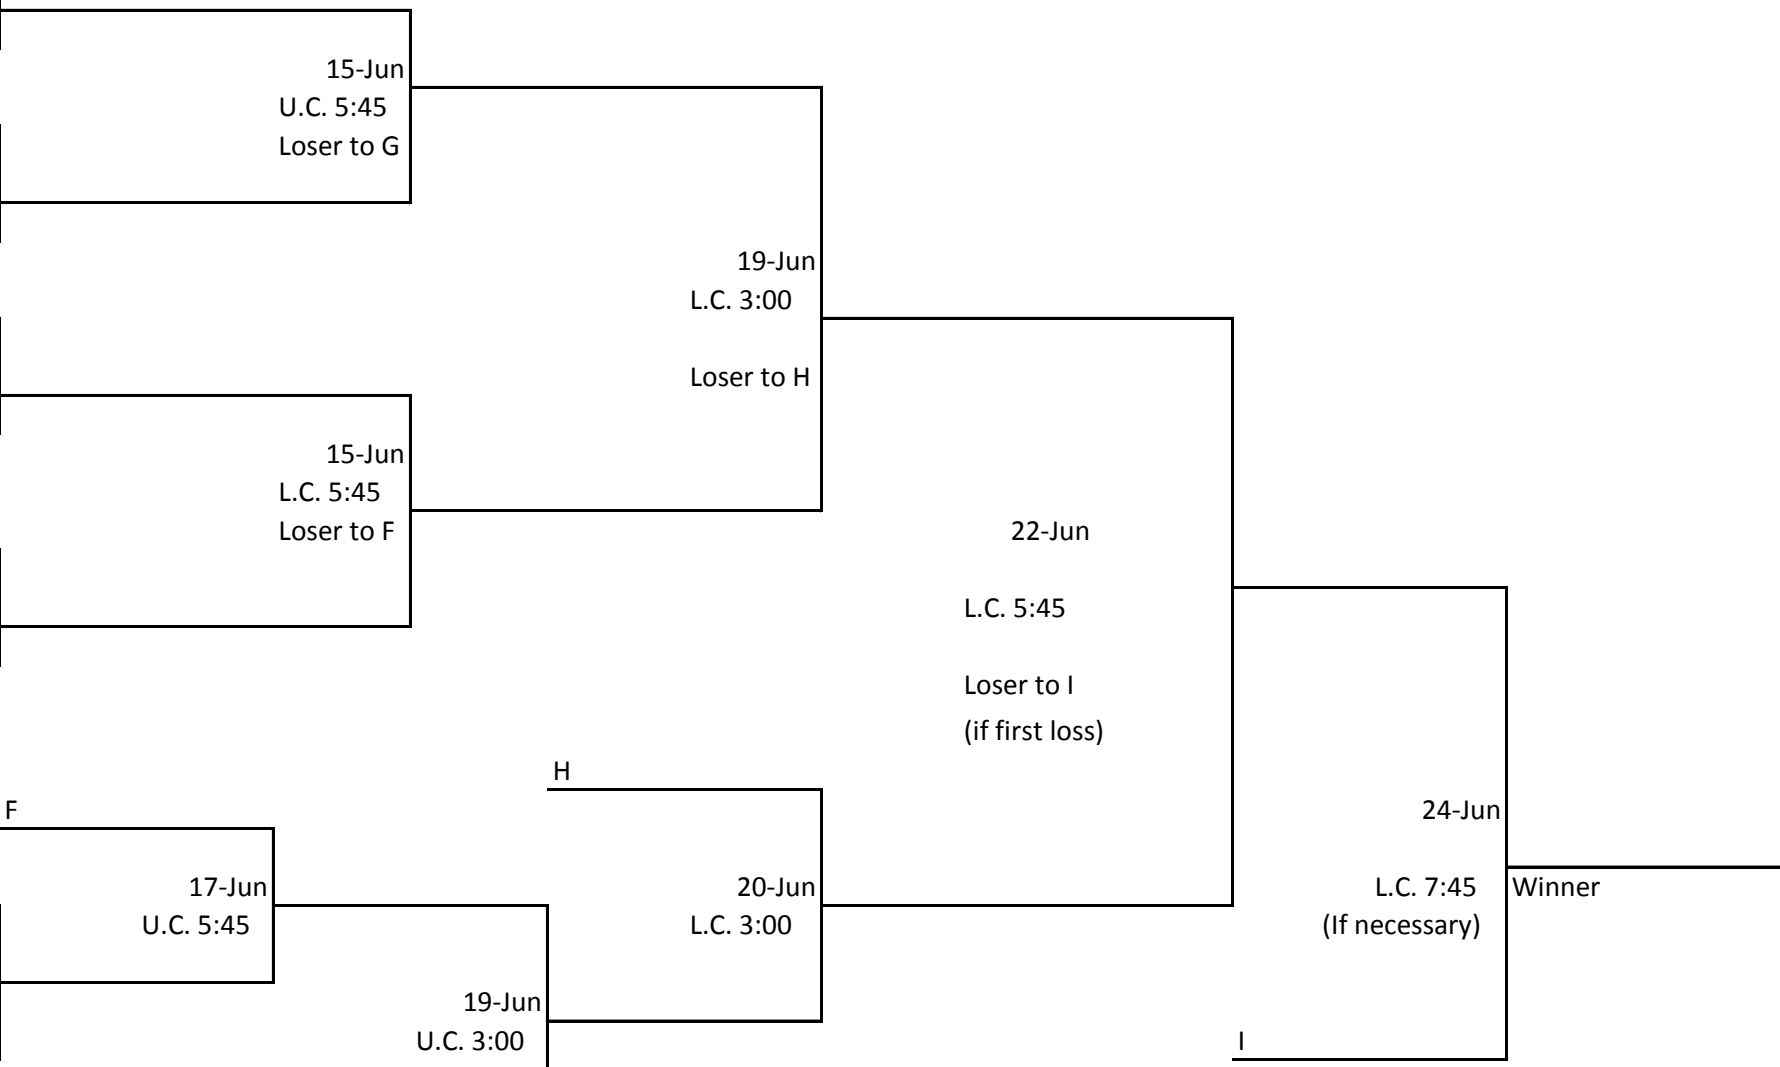 15-Jun
U.C. 5:45
Loser to G
19-Jun
L.C. 3:00
Loser to H
15-Jun
L.C. 5:45
Loser to F
22-Jun
L.C. 5:45
Loser to I
(if first loss)
H
F
24-Jun
17-Jun
U.C. 5:45
20-Jun
L.C. 3:00
L.C. 7:45
(If necessary)
Winner
19-Jun
U.C. 3:00
I